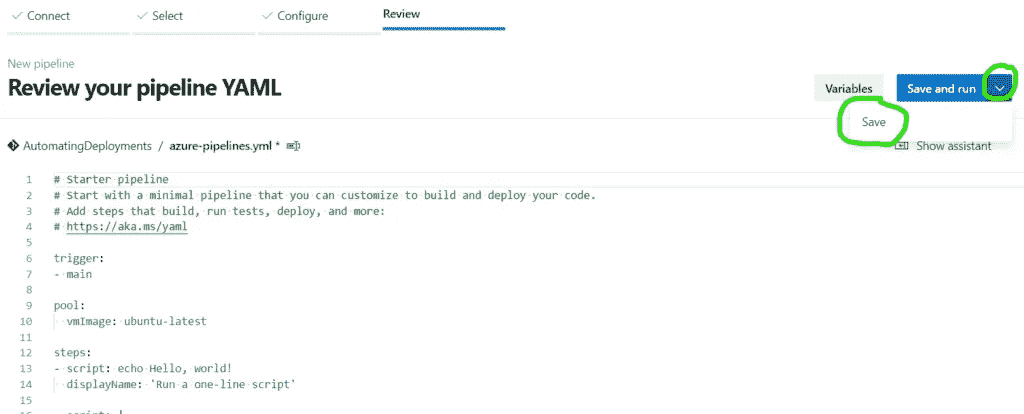 Connect Select Configure Review
New pipeline
Review your pipeline YAML
Variables Save and run
Save
AutomatingDeployments / azure-pipelines.yml *
Show assistant
1 # Starter pipeline
2 # Start with a minimal pipeline that you can customize to build and deploy your code.
3 # Add steps that build, run tests, deploy, and more:
4 # https://aka.ms/yaml
5
6 trigger:
7 - main
8
9 pool:
10 vmImage: ubuntu-latest
11
12 steps:
13 - script: echo Hello, world!
14 displayName: 'Run a one-line script'
15